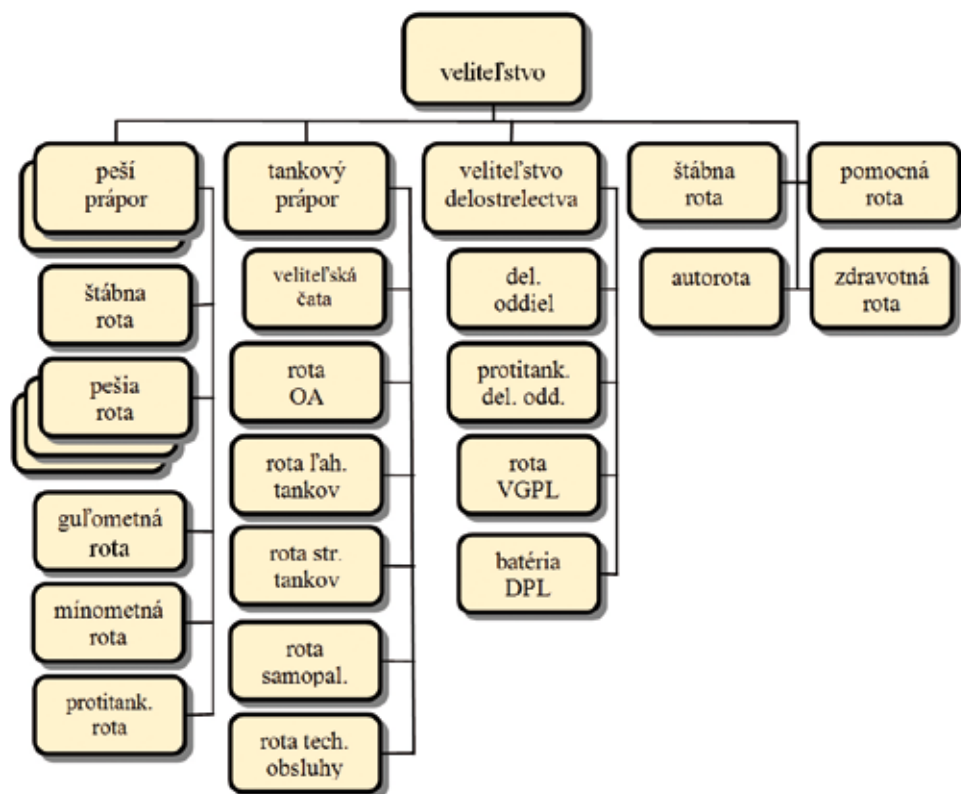 veliteľstvo
peší
prápor
štábna
rota
pešia
rota
guľometná
rota
mínometná
rota
protitank.
rota
tankový
prápor
veliteľská
čata
rota
OA
rota ľah.
tankov
rota str.
tankov
rota
samopal.
rota tech.
obsluhy
veliteľstvo
delostrelectva
del.
oddiel
protitank.
del. odd.
rota
VGPL
batéria
DPL
štábna
rota
pomocná
rota
autorota
zdravotná
rota